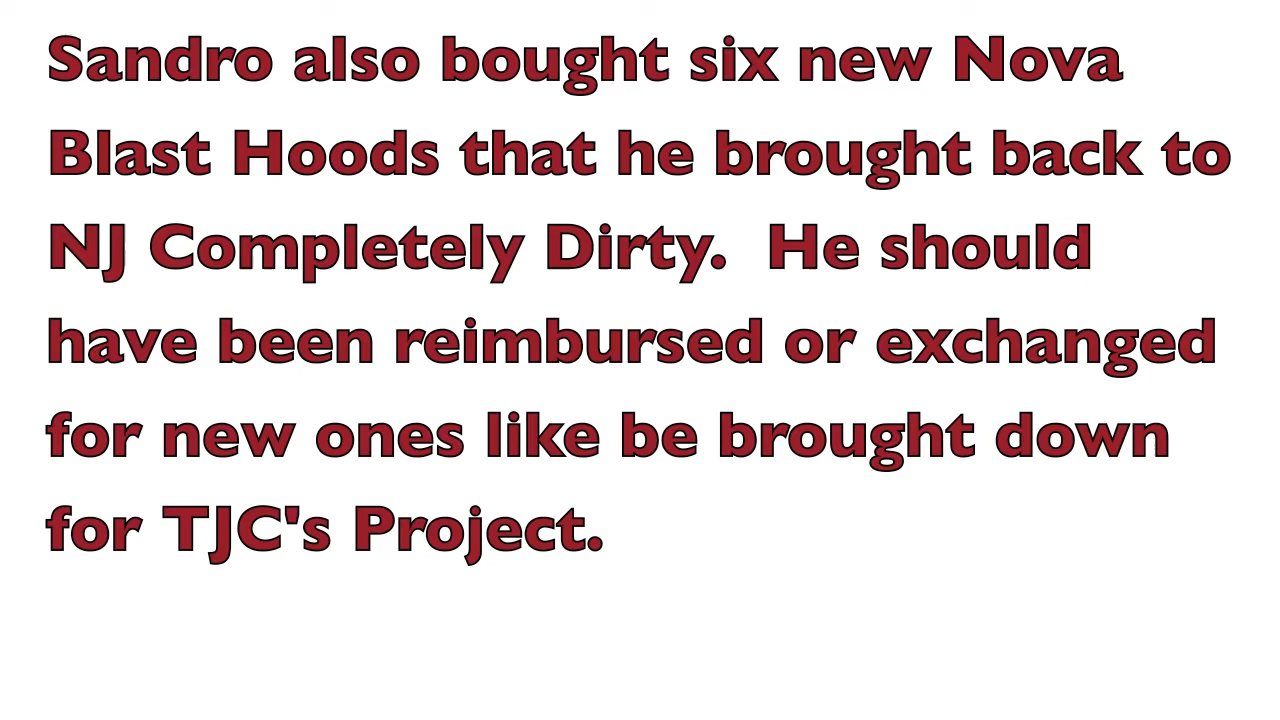 Sandro also bought six new Nova
Blast Hoods that he brought back to
NJ Completely Dirty.  He should
have been reimbursed or exchanged
for new ones like be brought down
for TJC's Project.